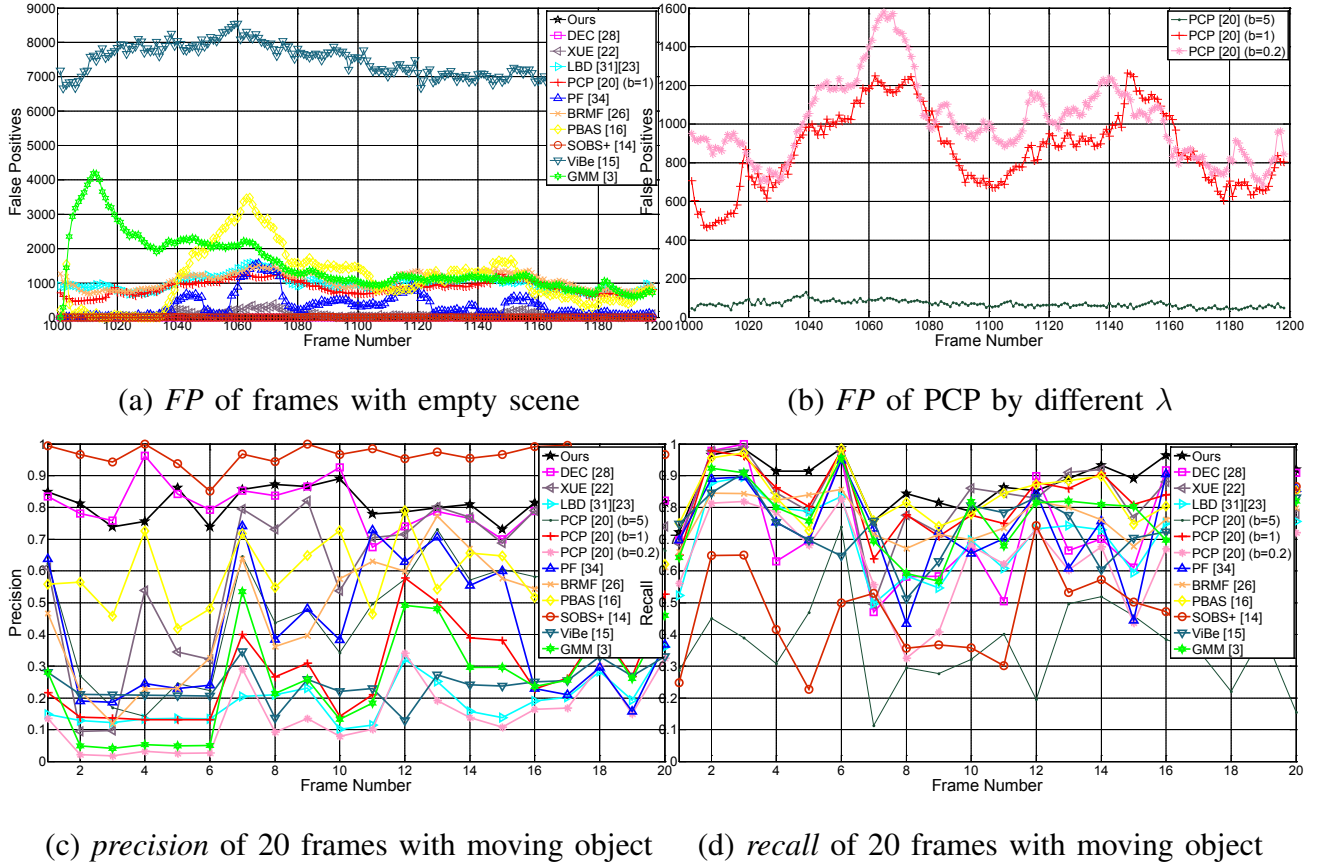 9000
8000
7000
6000
5000
4000
3000
2000
1000
0
False Positives
1000
1020
1040
1060
1080
1100
1120
1140
1160
1180
1200
Frame Number
Ours
DEC [28]
XUE [22]
LBD [31][23]
PCP [20] (b=1)
PF [34]
BRMF [26]
PBAS [16]
SOBS+ [14]
ViBe [15]
GMM [3]
(a) FP of frames with empty scene
1600
1400
1200
1000
800
600
400
200
0
False Positives
1000
1020
1040
1060
1080
1100
1120
1140
1160
1180
1200
Frame Number
PCP [20] (b=5)
PCP [20] (b=1)
PCP [20] (b=0.2)
(b) FP of PCP by different λ
1
0.9
0.8
0.7
0.6
0.5
0.4
0.3
0.2
0.1
0
Precision
2
4
6
8
10
12
14
16
18
20
Frame Number
Ours
DEC [28]
XUE [22]
LBD [31][23]
PCP [20] (b=5)
PCP [20] (b=1)
PCP [20] (b=0.2)
PF [34]
BRMF [26]
PBAS [16]
SOBS+ [14]
ViBe [15]
GMM [3]
(c) precision of 20 frames with moving object
1
0.9
0.8
0.7
0.6
0.5
0.4
0.3
0.2
0.1
0
Recall
2
4
6
8
10
12
14
16
18
20
Frame Number
Ours
DEC [28]
XUE [22]
LBD [31][23]
PCP [20] (b=5)
PCP [20] (b=1)
PCP [20] (b=0.2)
PF [34]
BRMF [26]
PBAS [16]
SOBS+ [14]
ViBe [15]
GMM [3]
(d) recall of 20 frames with moving object